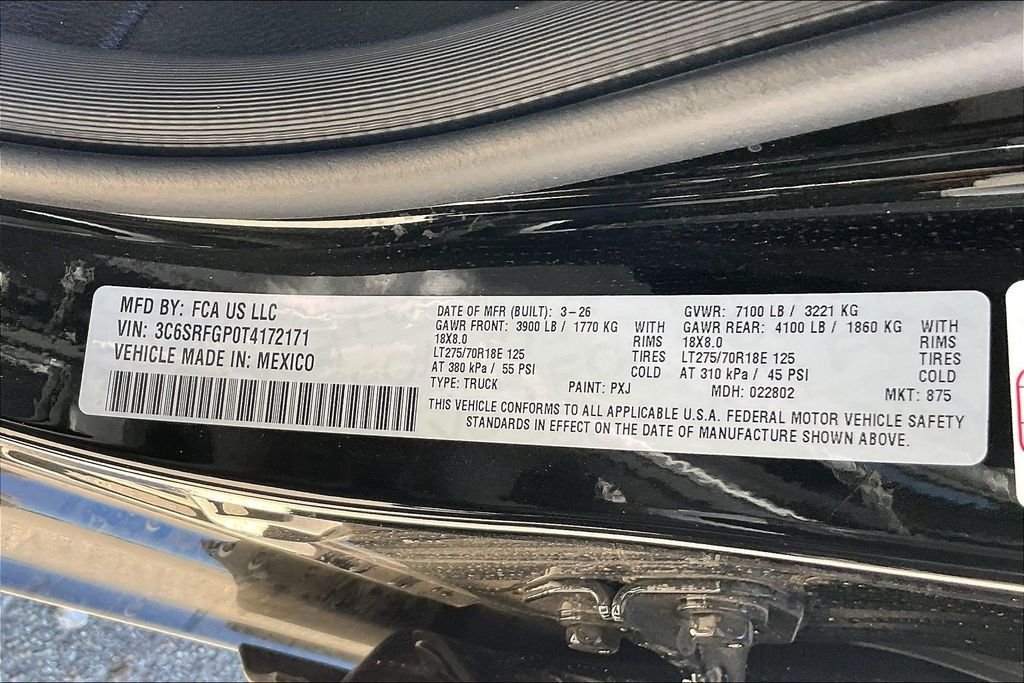 MFD BY: FCA US LLC
VIN: 3C6SRFGP0T4172171
VEHICLE MADE IN: MEXICO
DATE OF MFR (BUILT): 3-26
GAWR FRONT: 3900 LB / 1770 KG WITH
18X8.0 RIMS
LT275/70R18E 125 TIRES
AT 380 kPa / 55 PSI COLD
TYPE: TRUCK PAINT: PXJ
GVWR: 7100 LB / 3221 KG
GAWR REAR: 4100 LB / 1860 KG WITH
18X8.0 RIMS
LT275/70R18E 125 TIRES
AT 310 kPa / 45 PSI COLD
MDH: 022802 MKT: 875
THIS VEHICLE CONFORMS TO ALL APPLICABLE U.S.A. FEDERAL MOTOR VEHICLE SAFETY
STANDARDS IN EFFECT ON THE DATE OF MANUFACTURE SHOWN ABOVE.